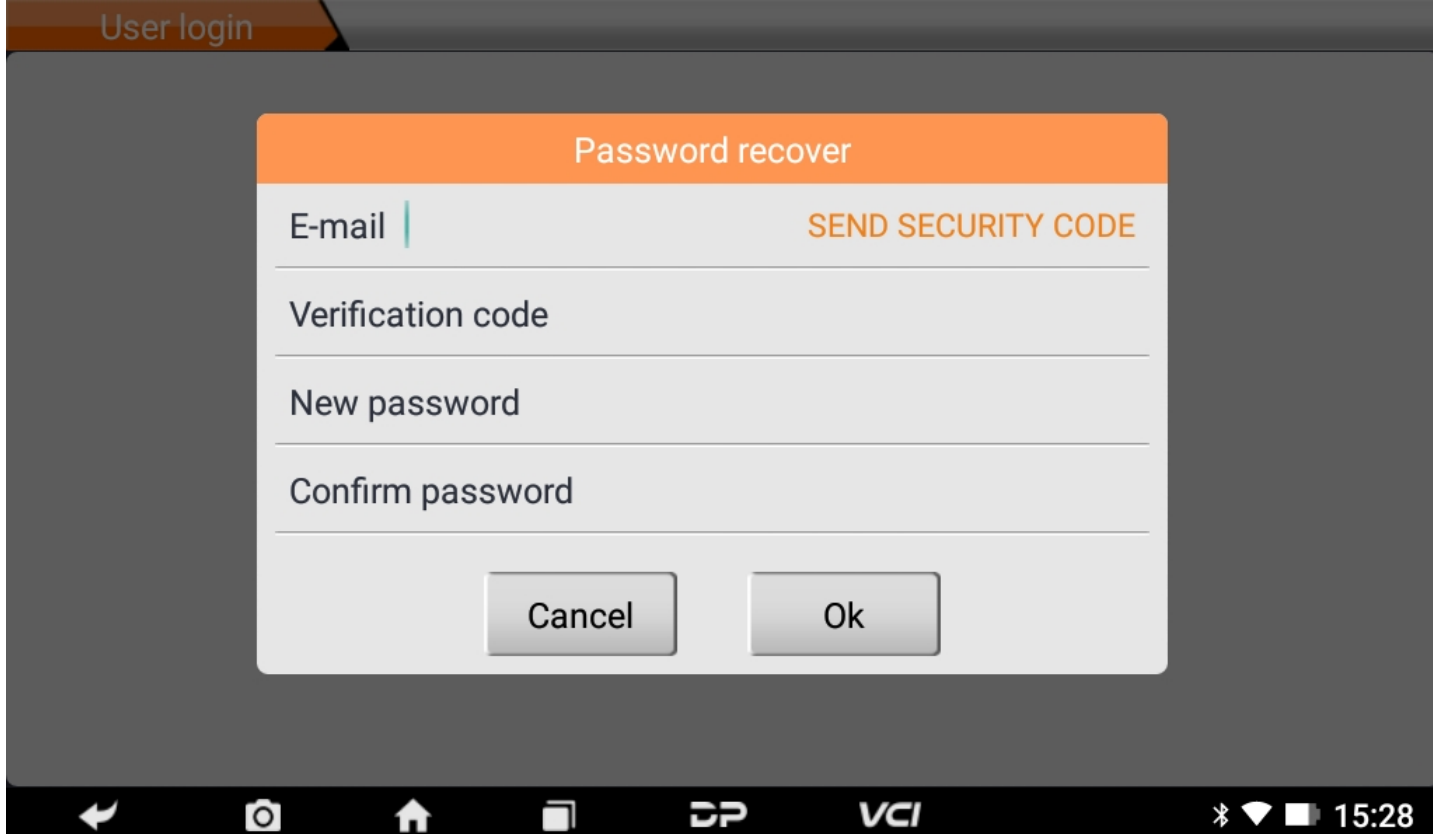 User login
Password recover
E-mail SEND SECURITY CODE
Verification code
New password
Confirm password
Cancel Ok
DP VCI 15:28